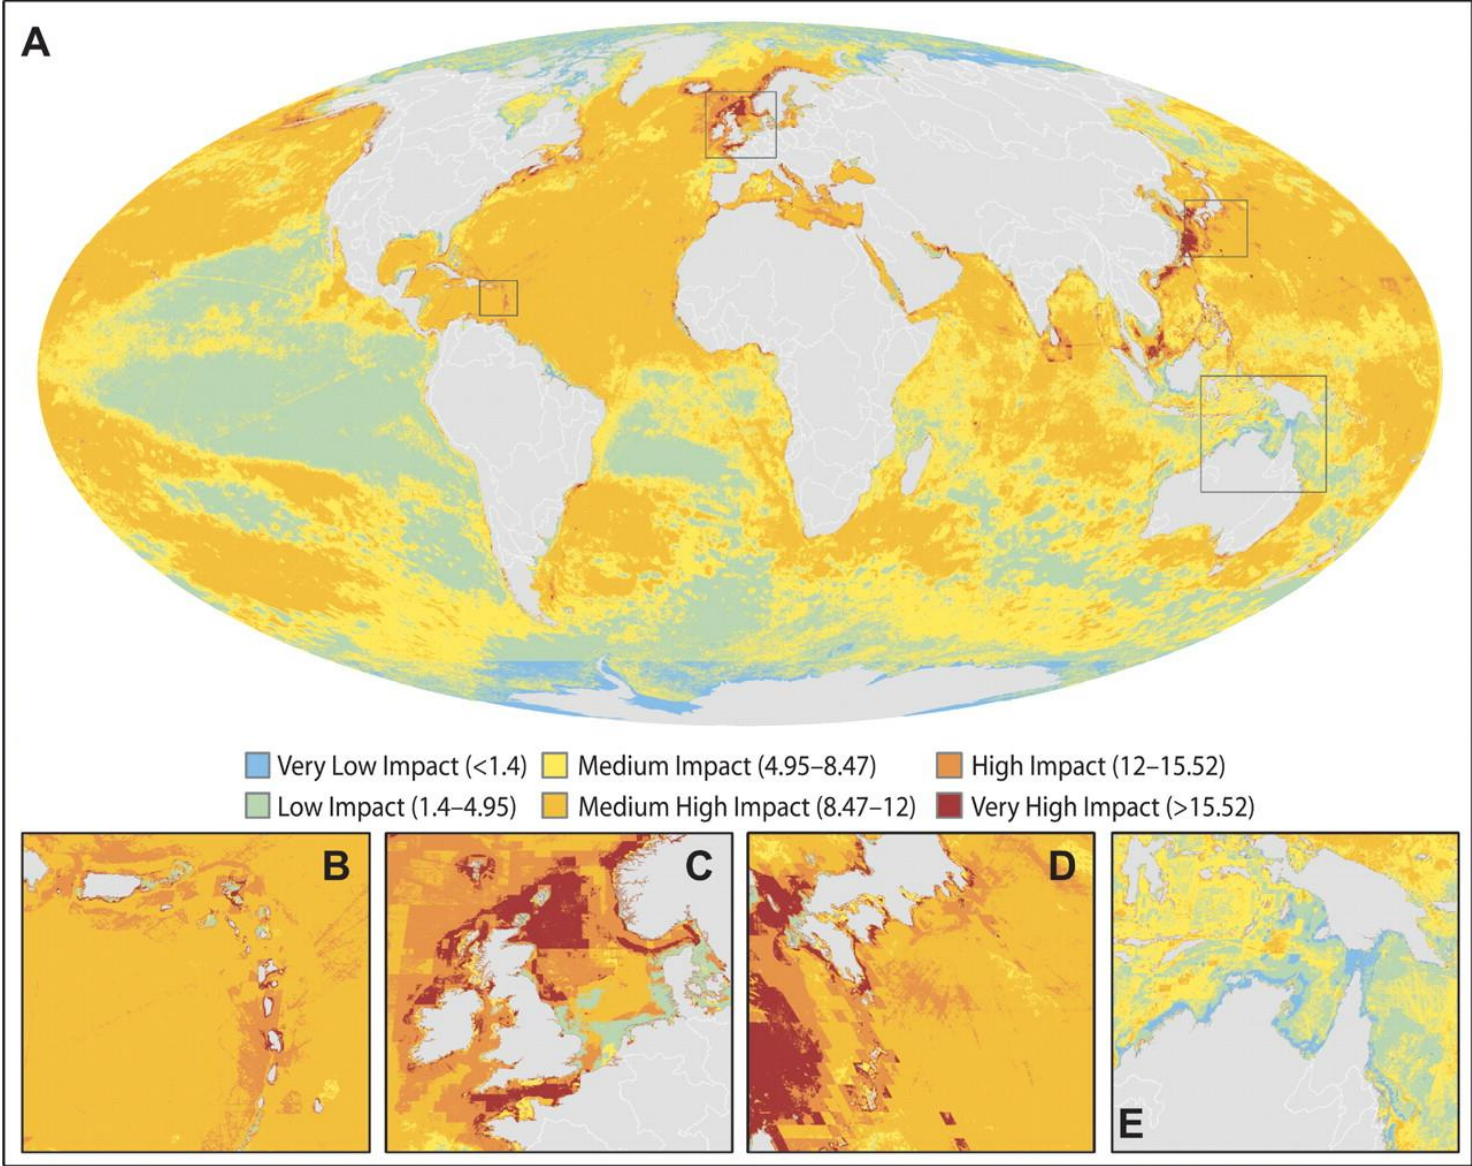 A
Very Low Impact (<1.4)
Medium Impact (4.95–8.47)
High Impact (12–15.52)
Low Impact (1.4–4.95)
Medium High Impact (8.47–12)
Very High Impact (>15.52)
B
C
D
E